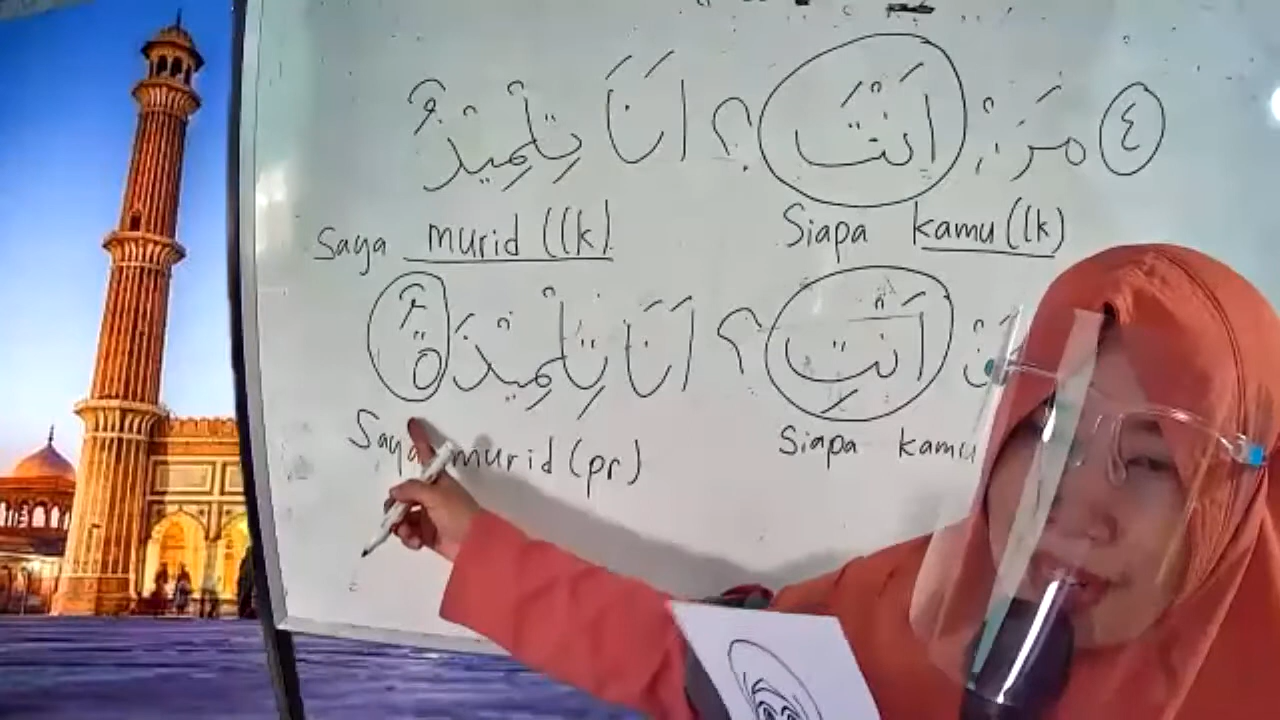 ٤ مَنْ : اَنْتَ ؟ اَنَا تِلْمِيْذٌ
Siapa kamu (lk) Saya murid (lk)
اَنْتِ ؟ اَنَا تِلْمِيْذَةٌ
Siapa kamu Saya murid (pr)